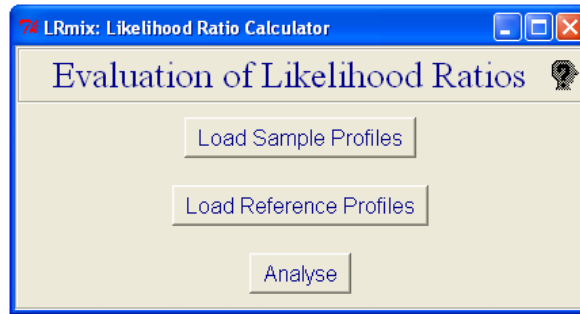 LRmix: Likelihood Ratio Calculator
Evaluation of Likelihood Ratios
Load Sample Profiles
Load Reference Profiles
Analyse